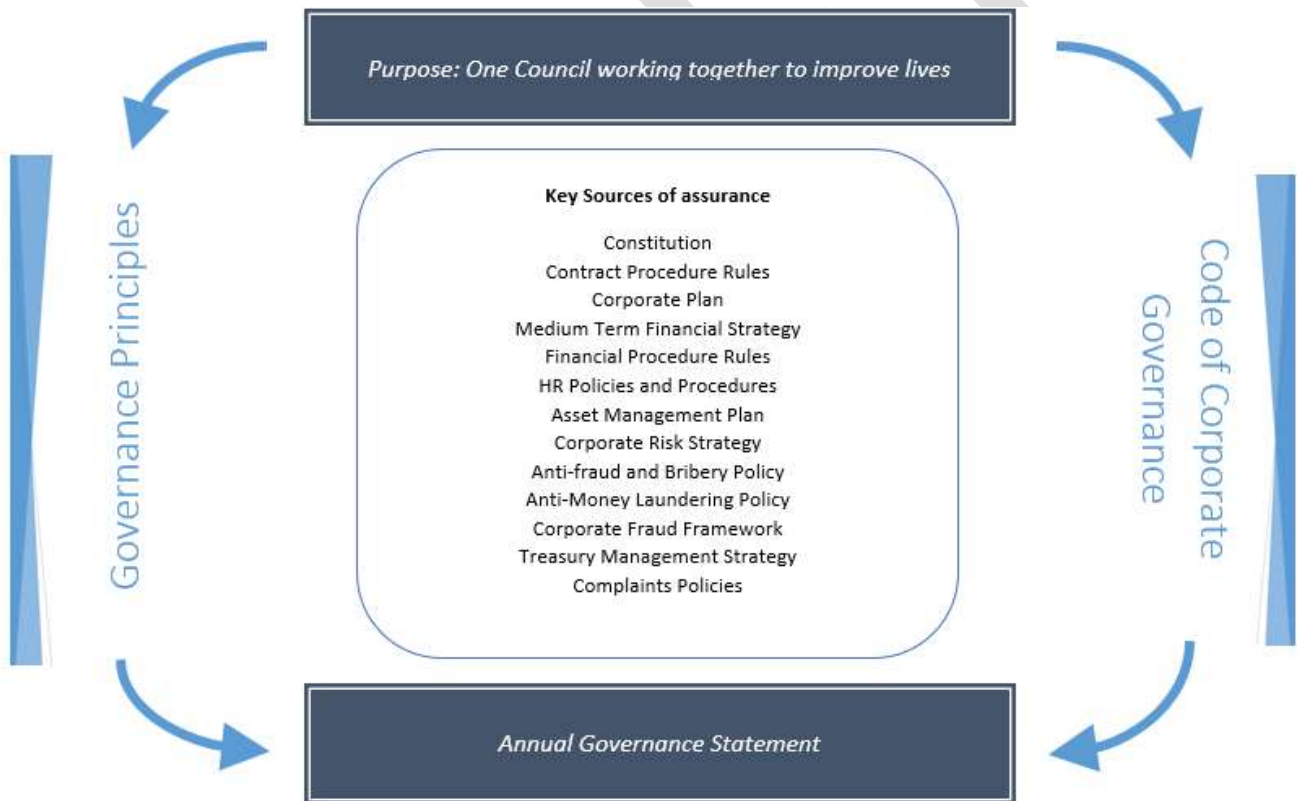 Purpose: One Council working together to improve lives
Governance Principles
Key Sources of assurance
Constitution
Contract Procedure Rules
Corporate Plan
Medium Term Financial Strategy
Financial Procedure Rules
HR Policies and Procedures
Asset Management Plan
Corporate Risk Strategy
Anti-fraud and Bribery Policy
Anti-Money Laundering Policy
Corporate Fraud Framework
Treasury Management Strategy
Complaints Policies
Code of Corporate
Governance
Annual Governance Statement